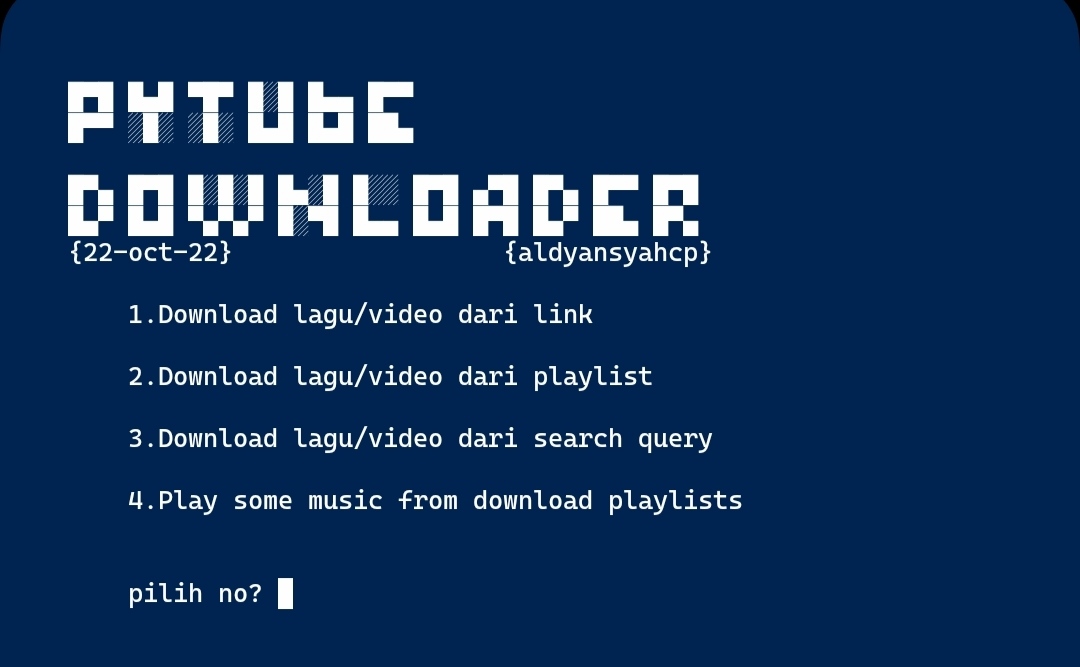 PYTUbE
DOWNLOADER
{22-oct-22} {aldyansyahcp}
1.Download lagu/video dari link
2.Download lagu/video dari playlist
3.Download lagu/video dari search query
4.Play some music from download playlists
pilih no?